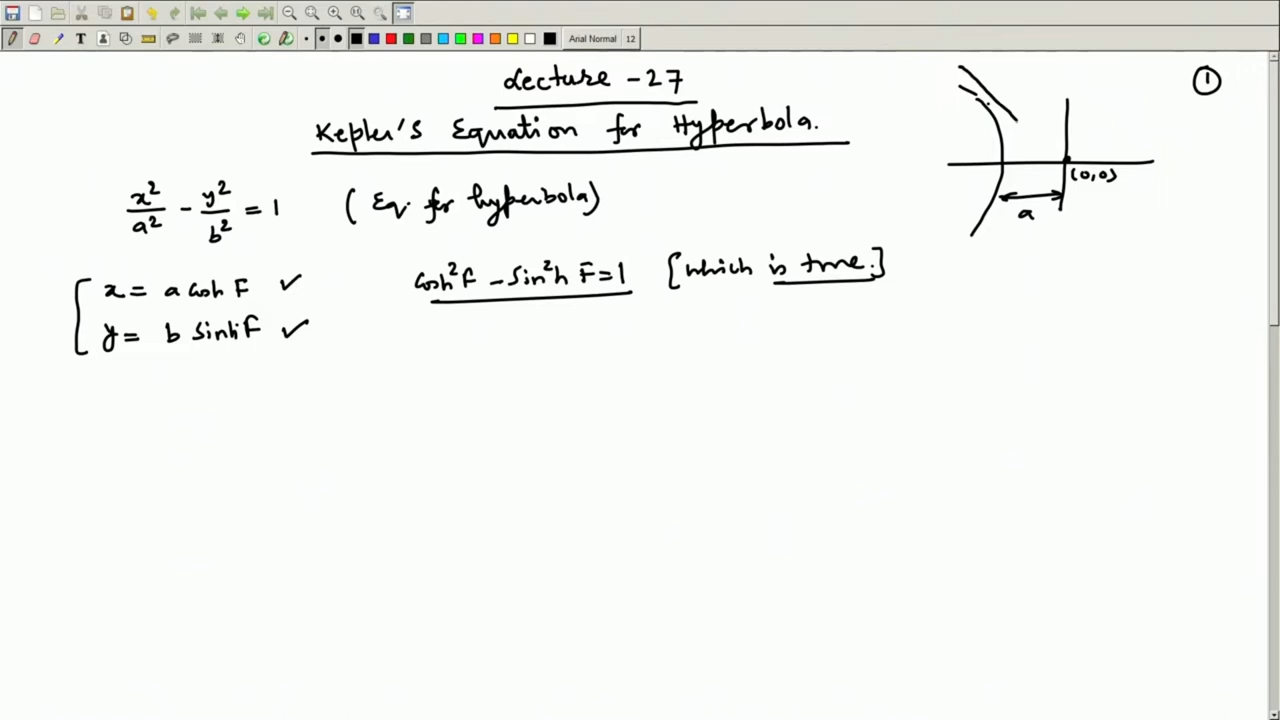 Arial Normal 12
Lecture - 27
①
Kepler's Equation for Hyperbola.
(0,0)
a
x²/a² - y²/b² = 1 (Eq. for hyperbola)
cosh²F - sin²h F = 1 [which is true.]
x = a cosh F ✓
y = b sinh F ✓